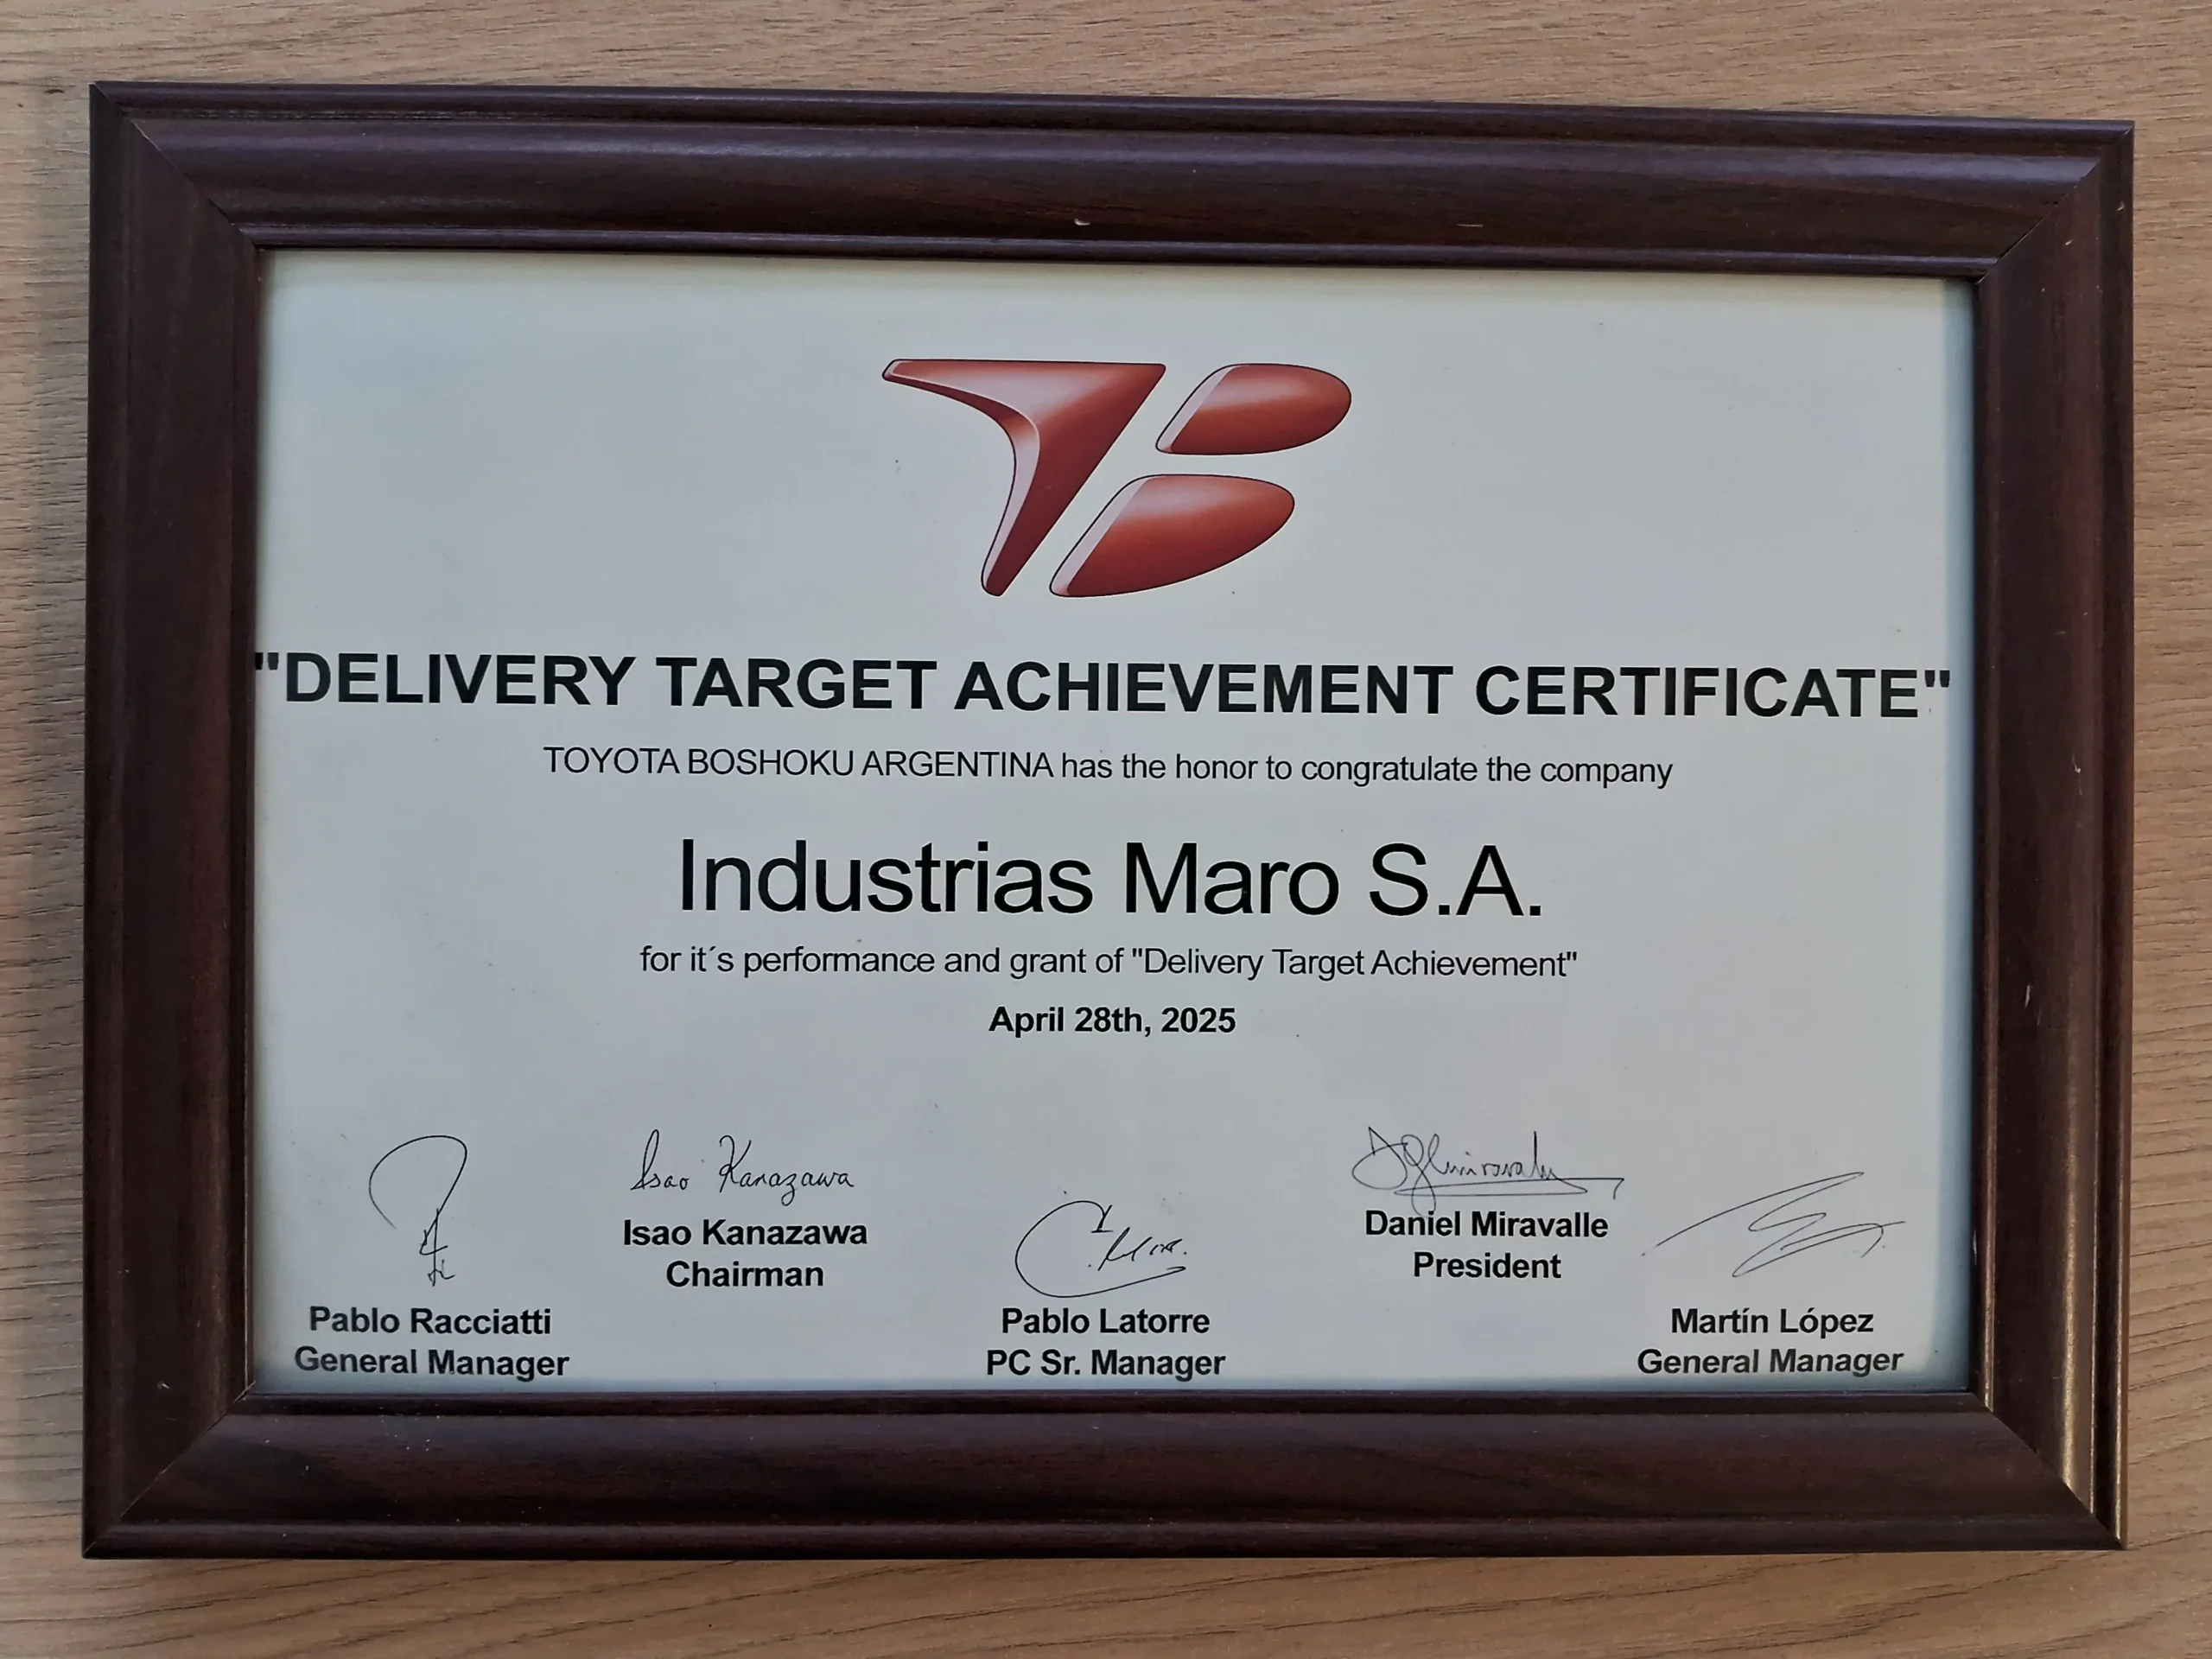 TB
"DELIVERY TARGET ACHIEVEMENT CERTIFICATE"
TOYOTA BOSHOKU ARGENTINA has the honor to congratulate the company
Industrias Maro S.A.
for it´s performance and grant of "Delivery Target Achievement"
April 28th, 2025
Isao Kanazawa
Isao Kanazawa
Chairman
Daniel Miravalle
President
Pablo Racciatti
General Manager
Pablo Latorre
PC Sr. Manager
Martín López
General Manager